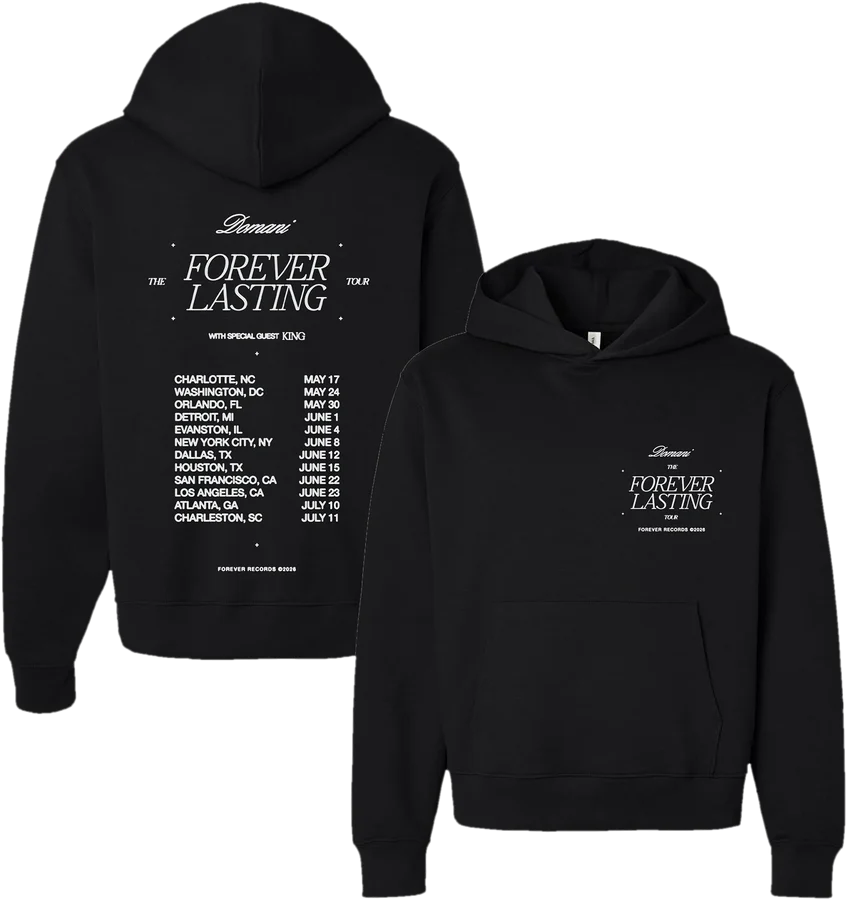 Domani
THE FOREVER TOUR
LASTING
WITH SPECIAL GUEST KING
CHARLOTTE, NC MAY 17
WASHINGTON, DC MAY 24
ORLANDO, FL MAY 30
DETROIT, MI JUNE 1
EVANSTON, IL JUNE 4
NEW YORK CITY, NY JUNE 8
DALLAS, TX JUNE 12
HOUSTON, TX JUNE 15
SAN FRANCISCO, CA JUNE 22
LOS ANGELES, CA JUNE 23
ATLANTA, GA JULY 10
CHARLESTON, SC JULY 11
FOREVER RECORDS ©2026
Domani
THE
FOREVER
LASTING
TOUR
FOREVER RECORDS ©2026